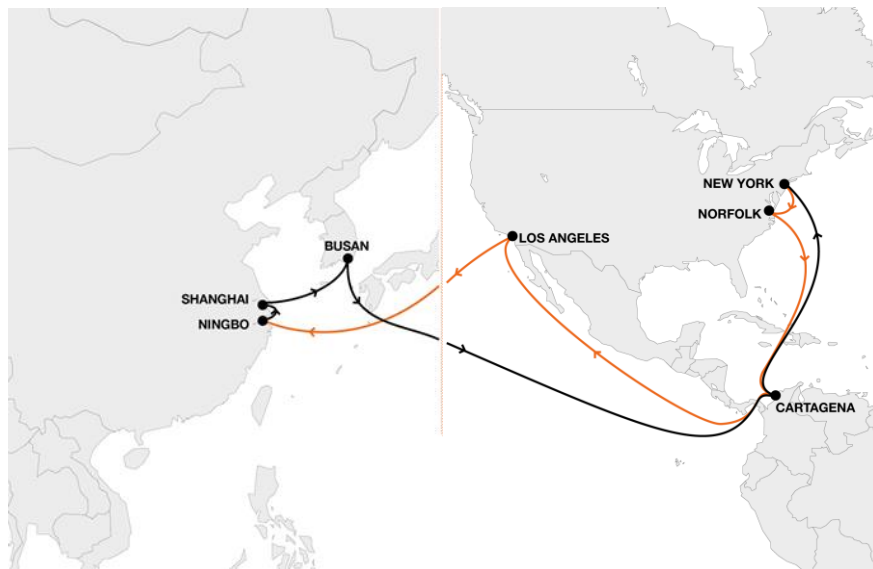 NEW YORK
NORFOLK
LOS ANGELES
BUSAN
SHANGHAI
NINGBO
CARTAGENA